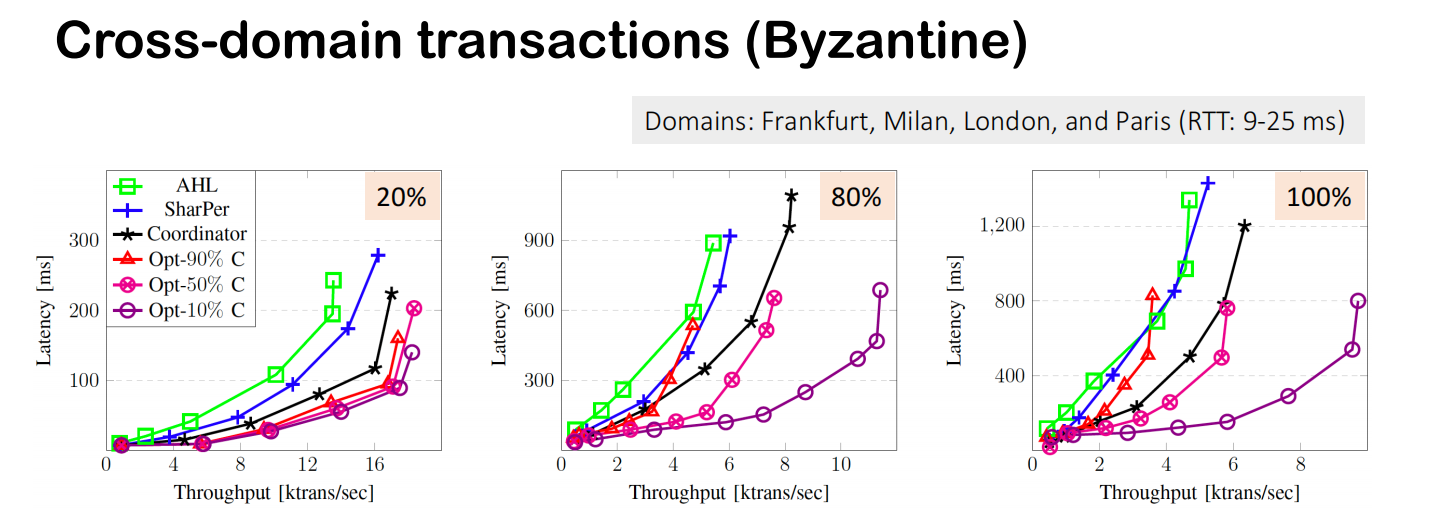 Cross-domain transactions (Byzantine)
Domains: Frankfurt, Milan, London, and Paris (RTT: 9-25 ms)
AHL
SharPer
Coordinator
Opt-90% C
Opt-50% C
Opt-10% C
20%
300
200
100
Latency [ms]
0 4 8 12 16
Throughput [ktrans/sec]
80%
900
600
300
Latency [ms]
0 2 4 6 8 10
Throughput [ktrans/sec]
100%
1,200
800
400
Latency [ms]
0 2 4 6 8
Throughput [ktrans/sec]